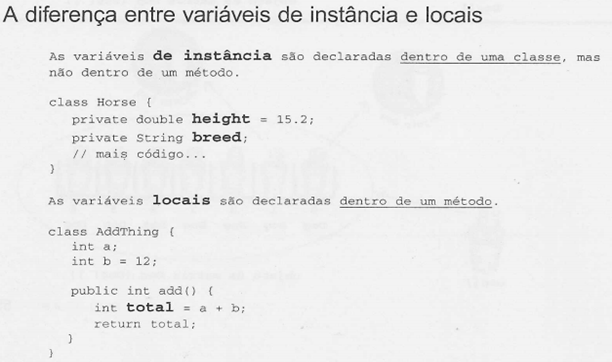 A diferença entre variáveis de instância e locais
As variáveis de instância são declaradas dentro de uma classe, mas
não dentro de um método.
class Horse {
private double height = 15.2;
private String breed;
// mais código...
}
As variáveis locais são declaradas dentro de um método.
class AddThing {
int a;
int b = 12;
public int add() {
int total = a + b;
return total;
}
}